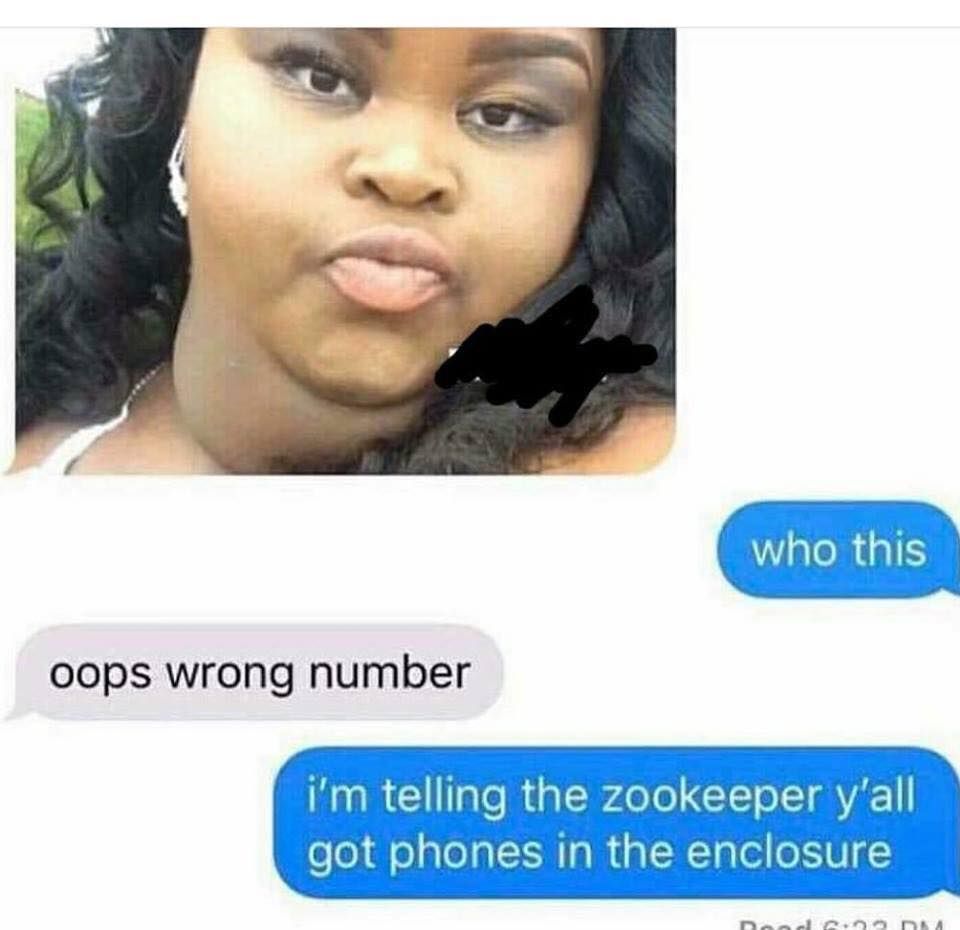 who this
oops wrong number
i'm telling the zookeeper y'all
got phones in the enclosure